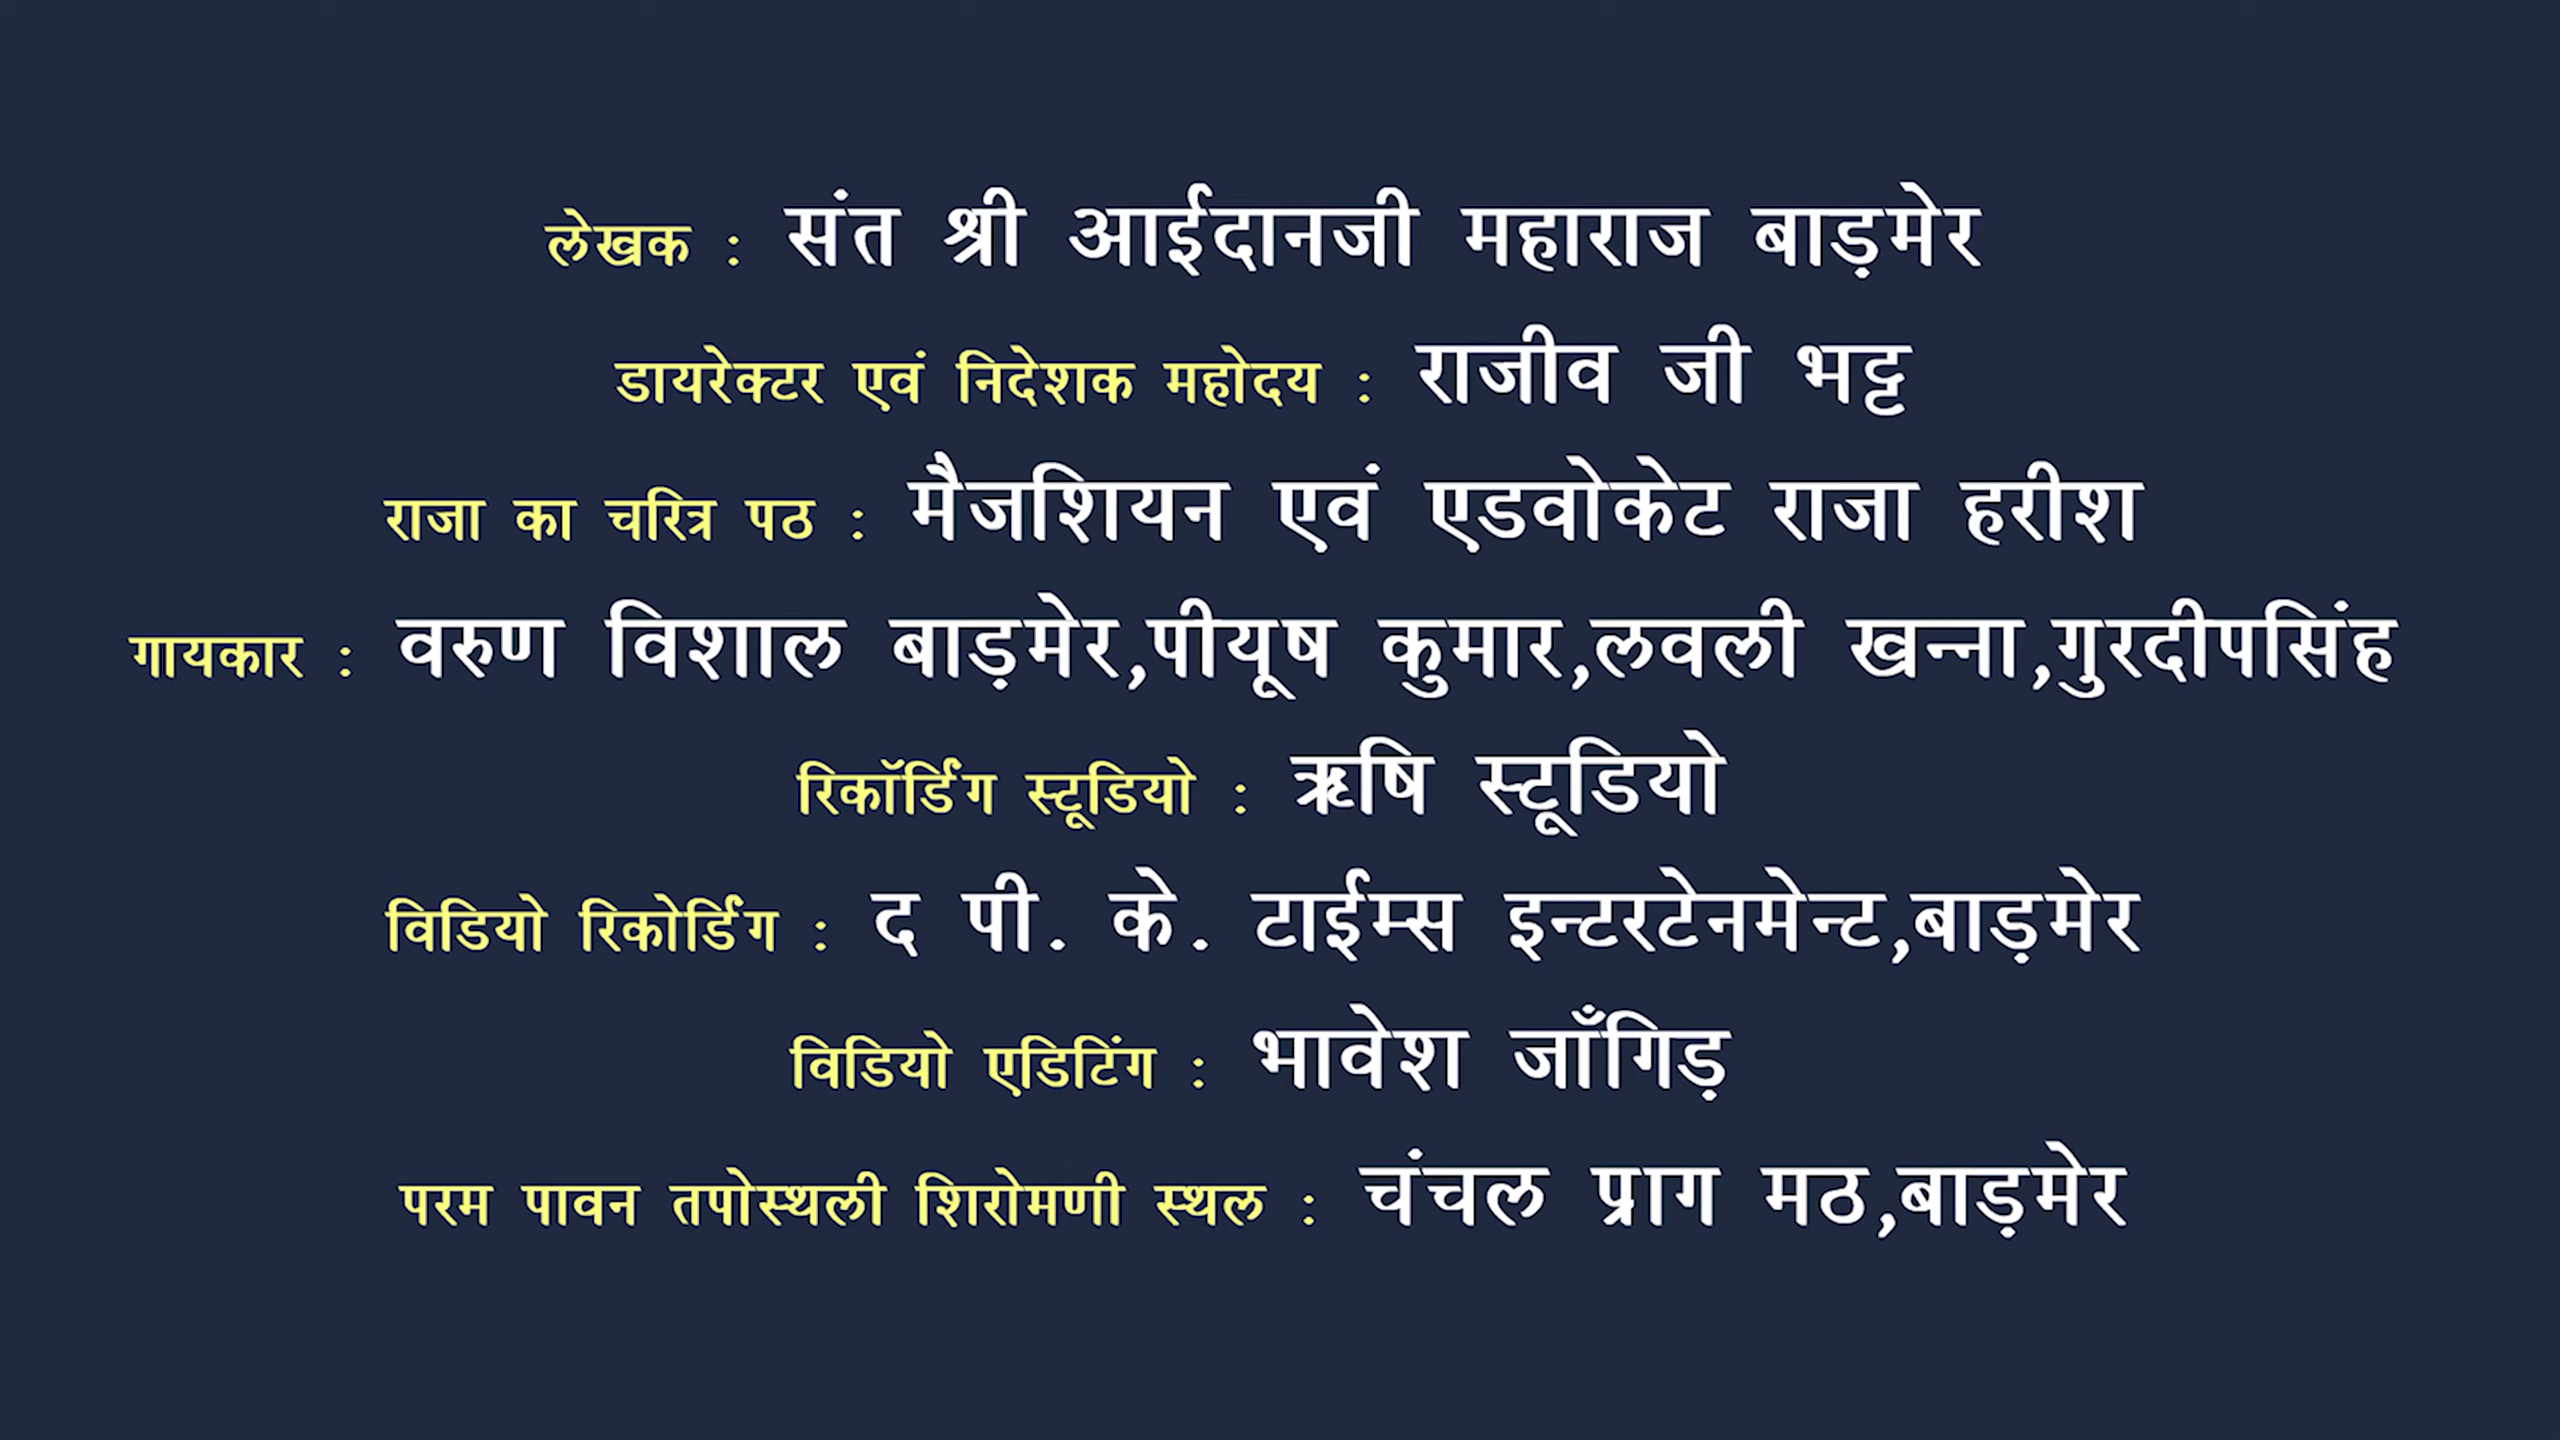 लेखक : संत श्री आईदानजी महाराज बाड़मेर
डायरेक्टर एवं निदेशक महोदय : राजीव जी भट्ट
राजा का चरित्र पठ : मैजशियन एवं एडवोकेट राजा हरीश
गायकार : वरुण विशाल बाड़मेर,पीयूष कुमार,लवली खन्ना,गुरदीपसिंह
रिकॉर्डिंग स्टूडियो : ऋषि स्टूडियो
विडियो रिकोर्डिंग : द पी. के. टाईम्स इन्टरटेनमेन्ट,बाड़मेर
विडियो एडिटिंग : भावेश जाँगिड़
परम पावन तपोस्थली शिरोमणी स्थल : चंचल प्राग मठ,बाड़मेर